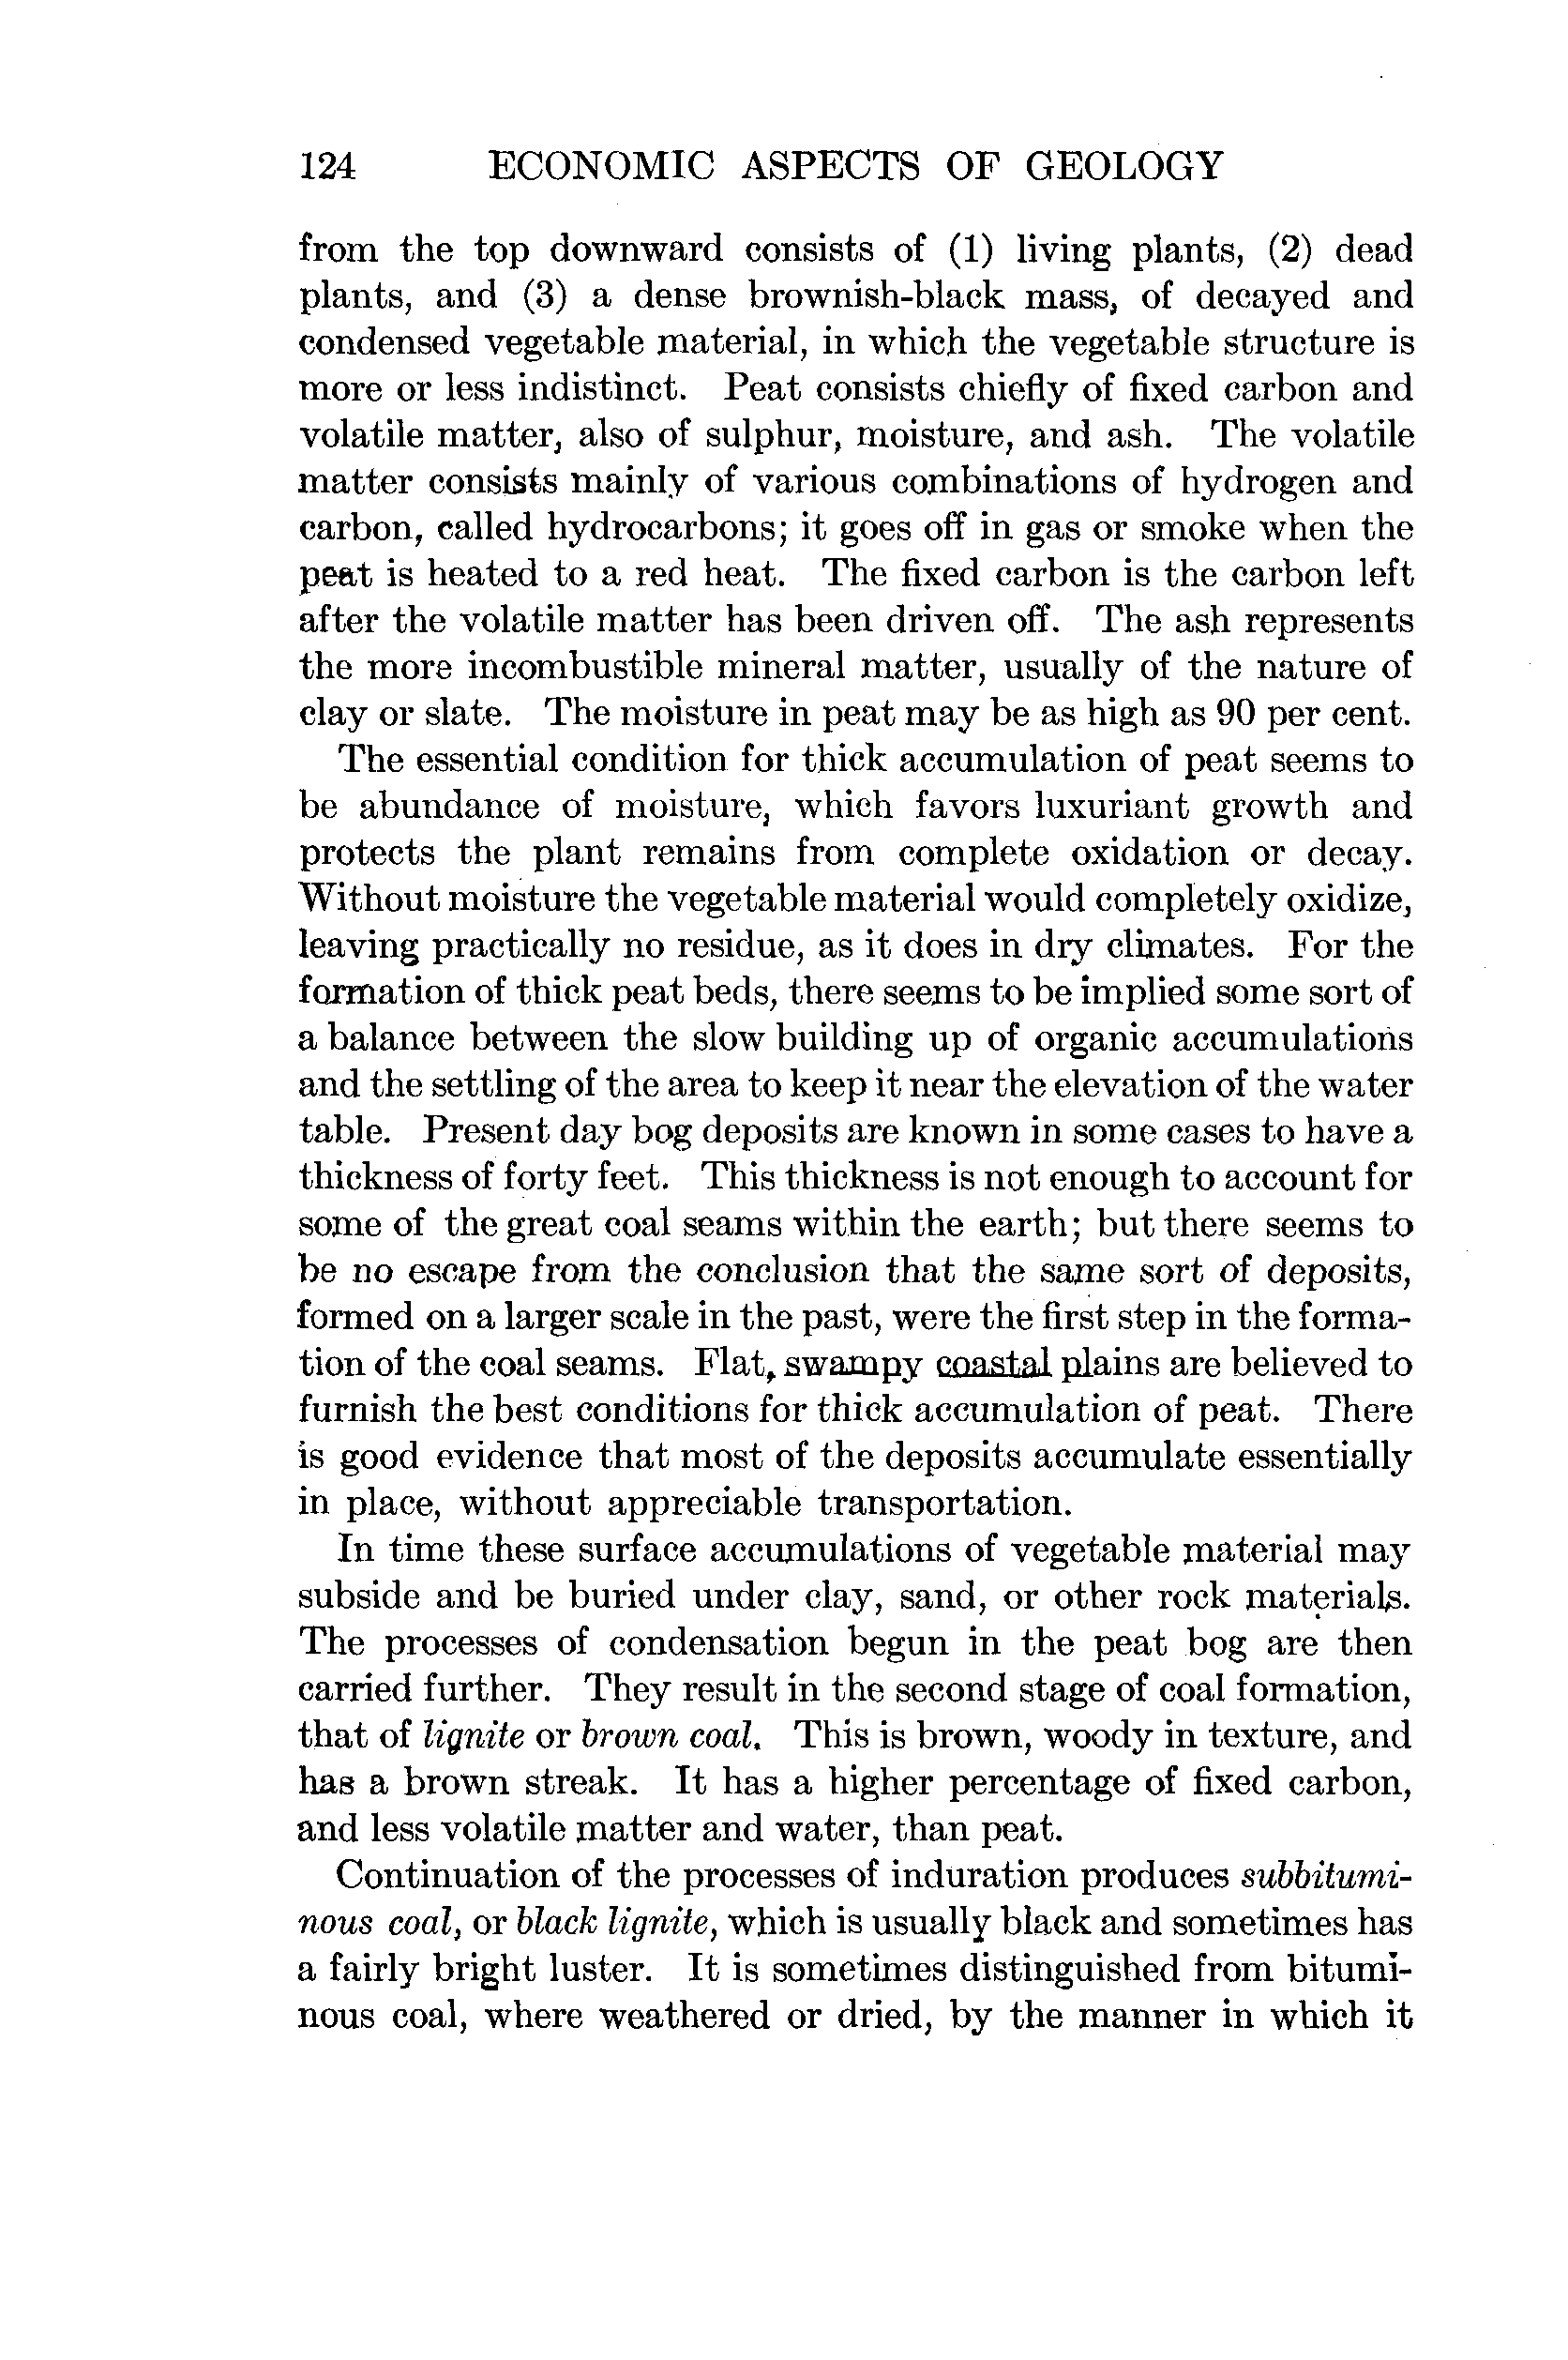 124 ECONOMIC ASPECTS OF GEOLOGY
from the top downward consists of (1) living plants, (2) dead
plants, and (3) a dense brownish-black mass, of decayed and
condensed vegetable material, in which the vegetable structure is
more or less indistinct. Peat consists chiefly of fixed carbon and
volatile matter, also of sulphur, moisture, and ash. The volatile
matter consists mainly of various combinations of hydrogen and
carbon, called hydrocarbons; it goes off in gas or smoke when the
peat is heated to a red heat. The fixed carbon is the carbon left
after the volatile matter has been driven off. The ash represents
the more incombustible mineral matter, usually of the nature of
clay or slate. The moisture in peat may be as high as 90 per cent.
The essential condition for thick accumulation of peat seems to
be abundance of moisture, which favors luxuriant growth and
protects the plant remains from complete oxidation or decay.
Without moisture the vegetable material would completely oxidize,
leaving practically no residue, as it does in dry climates. For the
formation of thick peat beds, there seems to be implied some sort of
a balance between the slow building up of organic accumulations
and the settling of the area to keep it near the elevation of the water
table. Present day bog deposits are known in some cases to have a
thickness of forty feet. This thickness is not enough to account for
some of the great coal seams within the earth; but there seems to
be no escape from the conclusion that the same sort of deposits,
formed on a larger scale in the past, were the first step in the forma-
tion of the coal seams. Flat, swampy coastal plains are believed to
furnish the best conditions for thick accumulation of peat. There
is good evidence that most of the deposits accumulate essentially
in place, without appreciable transportation.
In time these surface accumulations of vegetable material may
subside and be buried under clay, sand, or other rock materials.
The processes of condensation begun in the peat bog are then
carried further. They result in the second stage of coal formation,
that of lignite or brown coal. This is brown, woody in texture, and
has a brown streak. It has a higher percentage of fixed carbon,
and less volatile matter and water, than peat.
Continuation of the processes of induration produces subbitumi-
nous coal, or black lignite, which is usually black and sometimes has
a fairly bright luster. It is sometimes distinguished from bitumi-
nous coal, where weathered or dried, by the manner in which it